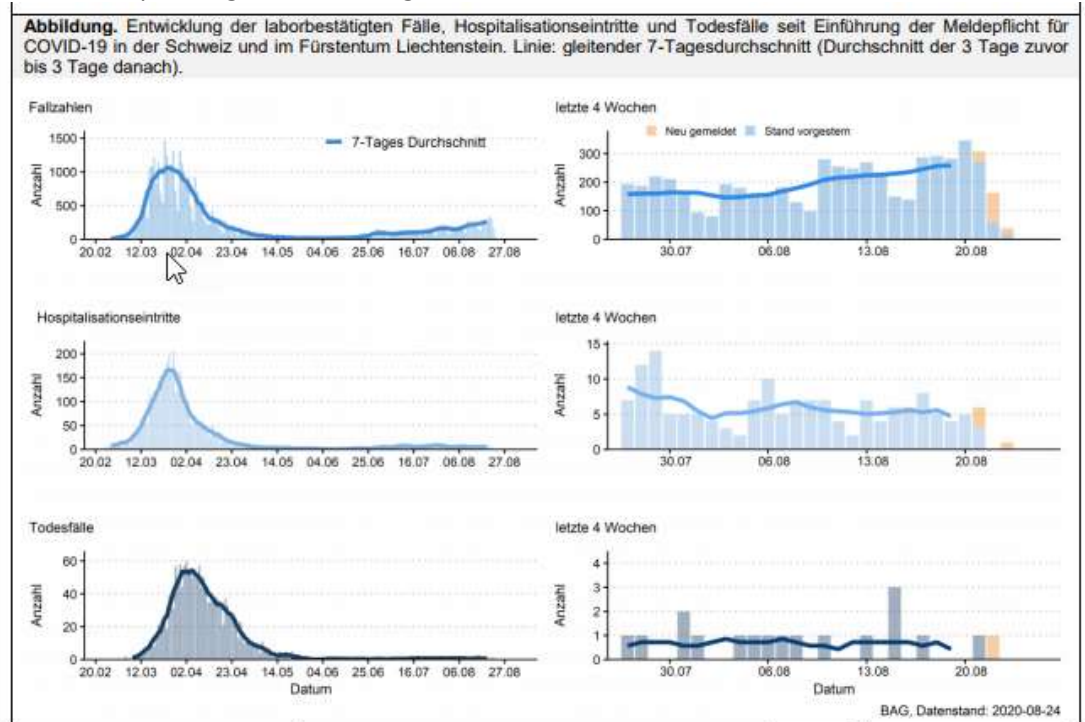 Abbildung. Entwicklung der laborbestätigten Fälle, Hospitalisationseintritte und Todesfälle seit Einführung der Meldepflicht für
COVID-19 in der Schweiz und im Fürstentum Liechtenstein. Linie: gleitender 7-Tagesdurchschnitt (Durchschnitt der 3 Tage zuvor
bis 3 Tage danach).
Fallzahlen
1500
1000
500
0
Anzahl
7-Tages Durchschnitt
20.02 12.03 02.04 23.04 14.05 04.06 25.06 16.07 06.08 27.08
letzte 4 Wochen
Neu gemeldet Stand vorgestern
300
200
100
0
Anzahl
30.07 06.08 13.08 20.08
Hospitalisationseintritte
200
150
100
50
0
Anzahl
20.02 12.03 02.04 23.04 14.05 04.06 25.06 16.07 06.08 27.08
letzte 4 Wochen
15
10
5
0
Anzahl
30.07 06.08 13.08 20.08
Todesfälle
60
40
20
0
Anzahl
20.02 12.03 02.04 23.04 14.05 04.06 25.06 16.07 06.08 27.08
Datum
letzte 4 Wochen
4
3
2
1
0
Anzahl
30.07 06.08 13.08 20.08
Datum
BAG, Datenstand: 2020-08-24